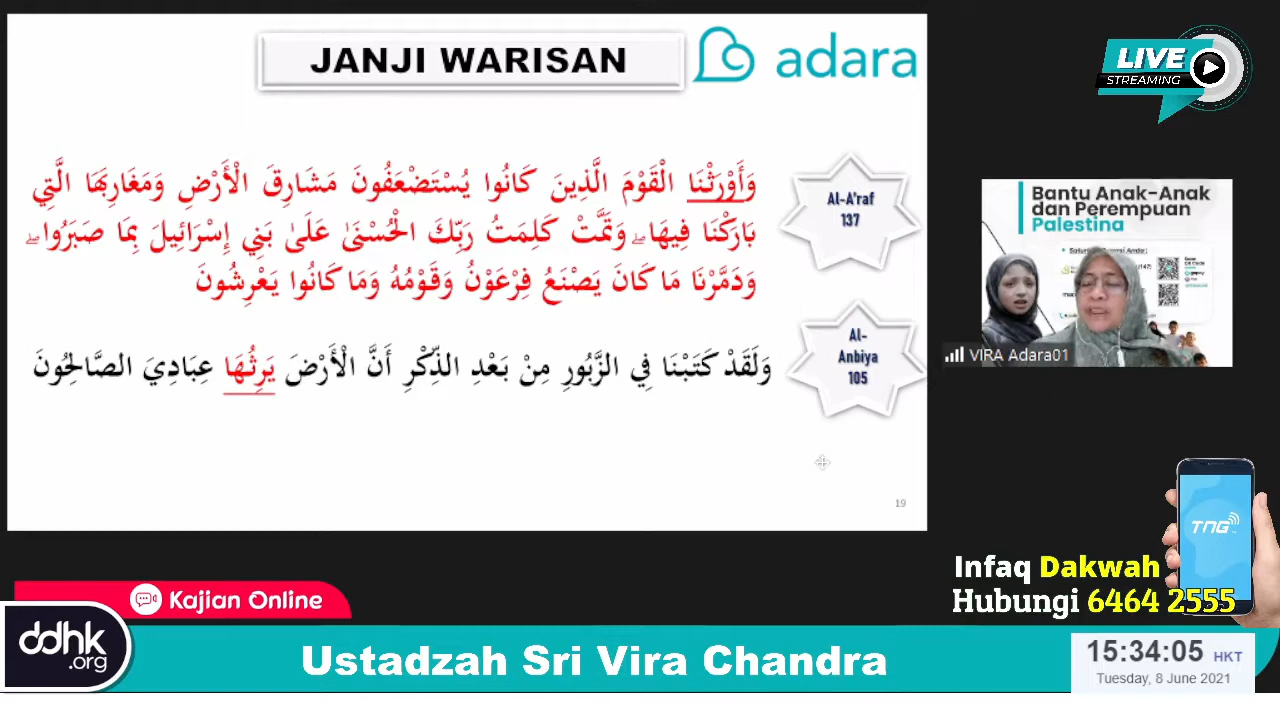 JANJI WARISAN
adara
LIVE
STREAMING
وَأَوْرَثْنَا الْقَوْمَ الَّذِينَ كَانُوا يُسْتَضْعَفُونَ مَشَارِقَ الْأَرْضِ وَمَغَارِبَهَا الَّتِي
بَارَكْنَا فِيهَا ۖ وَتَمَّتْ كَلِمَتُ رَبِّكَ الْحُسْنَىٰ عَلَىٰ بَنِي إِسْرَائِيلَ بِمَا صَبَرُوا ۖ
وَدَمَّرْنَا مَا كَانَ يَصْنَعُ فِرْعَوْنُ وَقَوْمُهُ وَمَا كَانُوا يَعْرِشُونَ
Al-A'raf
137
وَلَقَدْ كَتَبْنَا فِي الزَّبُورِ مِنْ بَعْدِ الذِّكْرِ أَنَّ الْأَرْضَ يَرِثُهَا عِبَادِيَ الصَّالِحُونَ
Al-
Anbiya
105
19
Bantu Anak-Anak
dan Perempuan
Palestina
VIRA Adara01
TNG
Infaq Dakwah
Hubungi 6464 2555
Kajian Online
ddhk
.org
Ustadzah Sri Vira Chandra
15:34:05 HKT
Tuesday, 8 June 2021